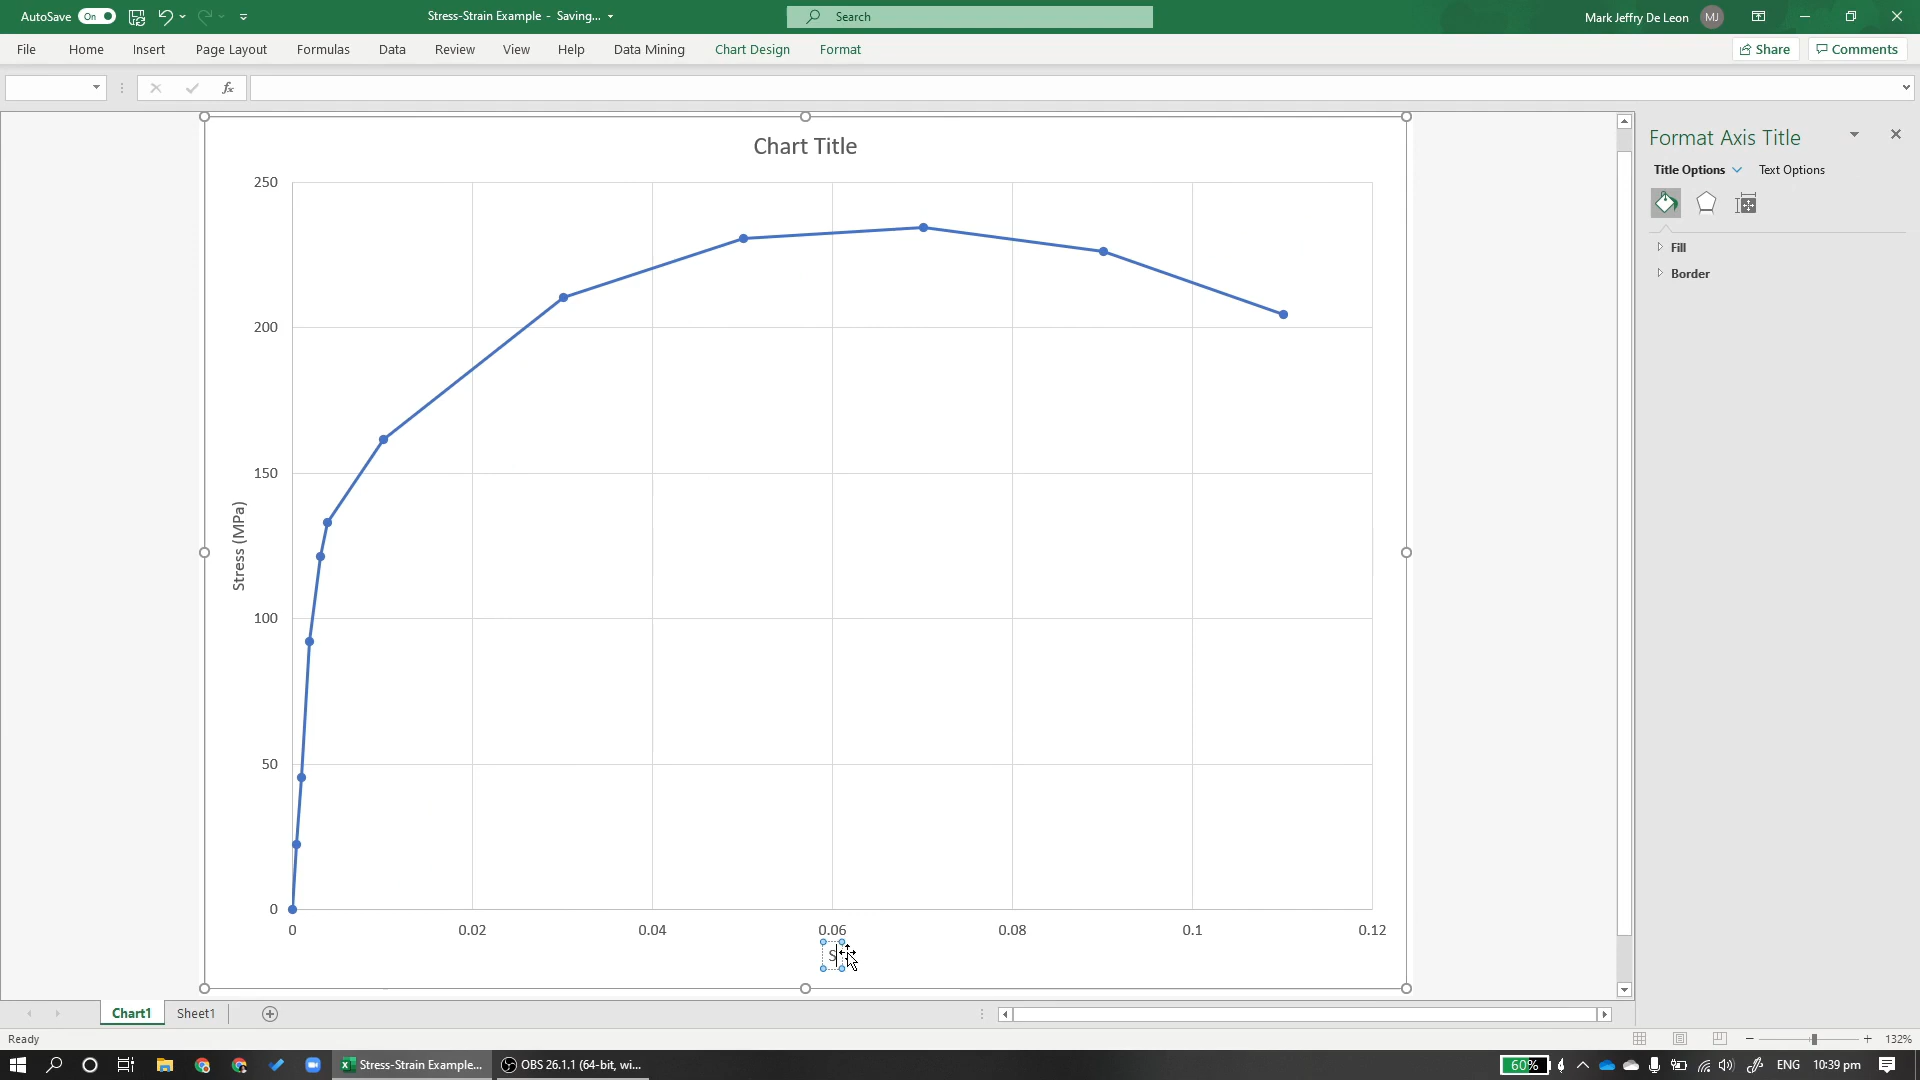 AutoSave On Stress-Strain Example - Saving... Search Mark Jeffry De Leon MJ
File Home Insert Page Layout Formulas Data Review View Help Data Mining Chart Design Format Share Comments
fx
Format Axis Title
Title Options Text Options
Fill
Border
Chart Title
250
200
150
100
50
0
Stress (MPa)
0 0.02 0.04 0.06 0.08 0.1 0.12
S
Chart1 Sheet1
Ready 132%
Stress-Strain Example... OBS 26.1.1 (64-bit, wi... 60% ENG 10:39 pm